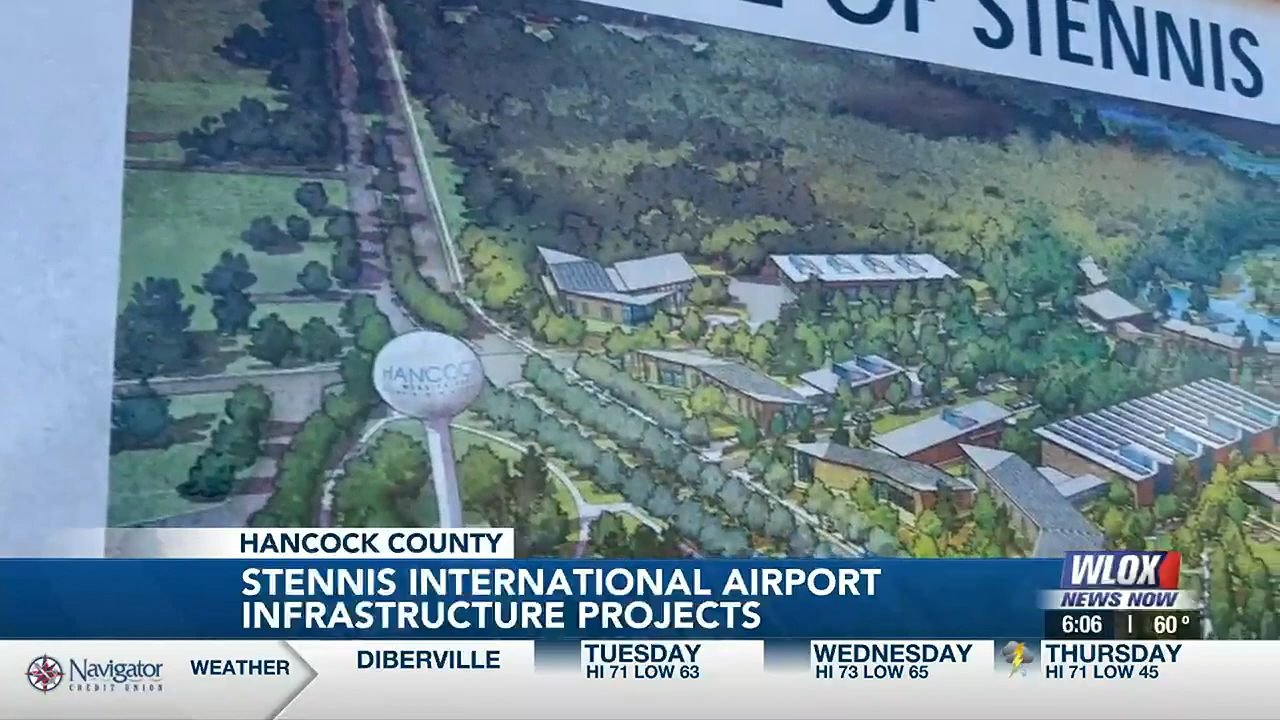 OF STENNIS
HANCOC
HANCOCK COUNTY
STENNIS INTERNATIONAL AIRPORT
INFRASTRUCTURE PROJECTS
WLOX
NEWS NOW
6:06 | 60°
Navigator
CREDIT UNION
WEATHER
DIBERVILLE
TUESDAY
HI 71 LOW 63
WEDNESDAY
HI 73 LOW 65
THURSDAY
HI 71 LOW 45